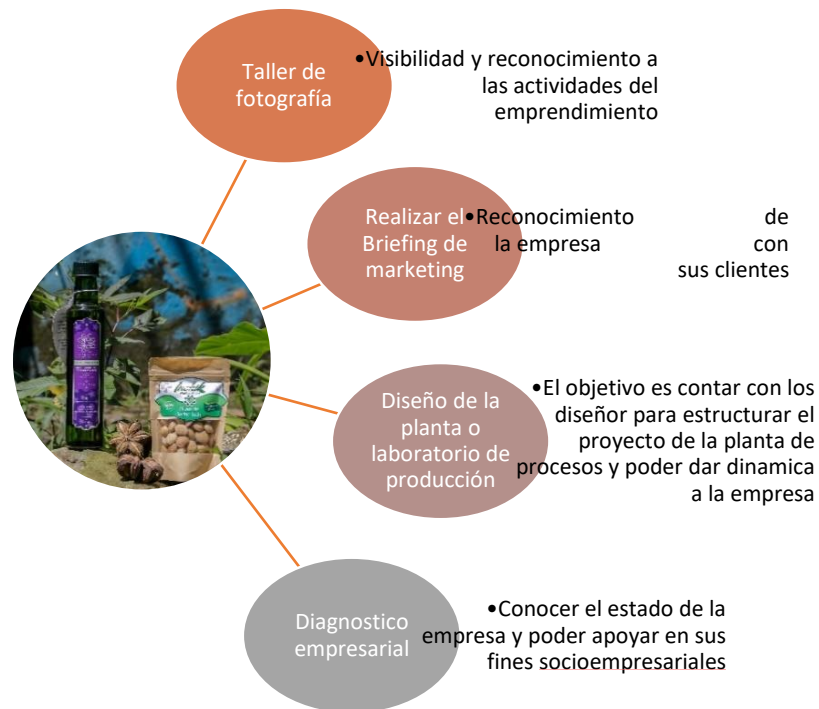 Taller de
fotografía
•Visibilidad y reconocimiento a
las actividades del
emprendimiento
Realizar el
Briefing de
marketing
•Reconocimiento de
la empresa con
sus clientes
Diseño de la
planta o
laboratorio de
producción
•El objetivo es contar con los
diseñor para estructurar el
proyecto de la planta de
procesos y poder dar dinamica
a la empresa
Diagnostico
empresarial
•Conocer el estado de la
empresa y poder apoyar en sus
fines socioempresariales